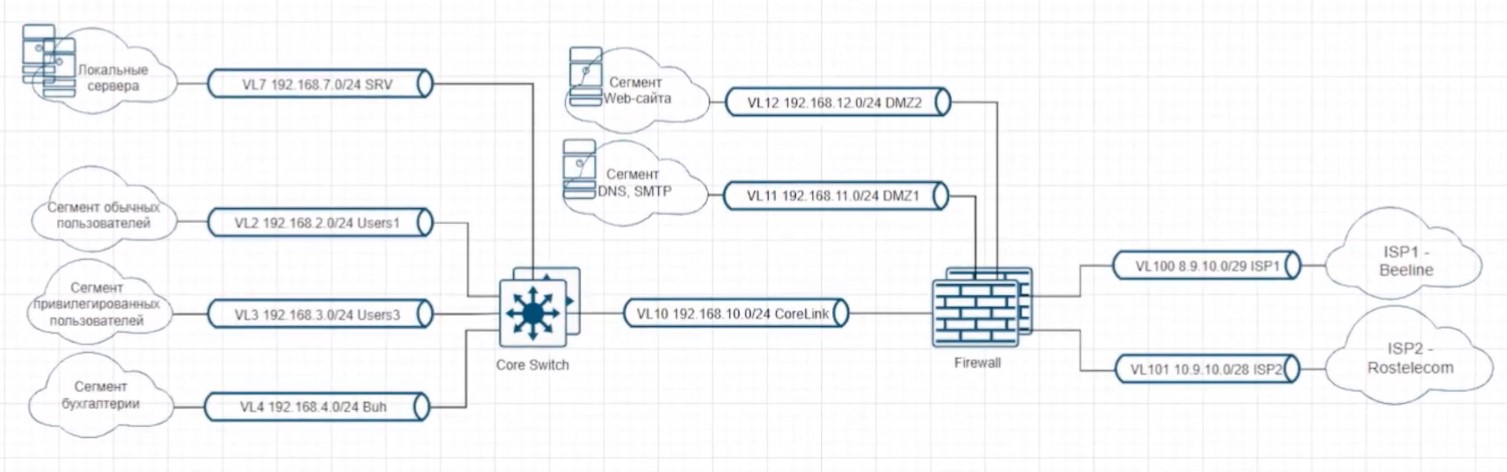 Локальные
сервера
VL7 192.168.7.0/24 SRV
Сегмент
Web-сайта
VL12 192.168.12.0/24 DMZ2
Сегмент
DNS, SMTP
VL11 192.168.11.0/24 DMZ1
Сегмент обычных
пользователей
VL2 192.168.2.0/24 Users1
Сегмент
привилегированных
пользователей
VL3 192.168.3.0/24 Users3
Сегмент
бухгалтерии
VL4 192.168.4.0/24 Buh
Core Switch
VL10 192.168.10.0/24 CoreLink
Firewall
VL100 8.9.10.0/29 ISP1
ISP1 -
Beeline
VL101 10.9.10.0/28 ISP2
ISP2 -
Rostelecom